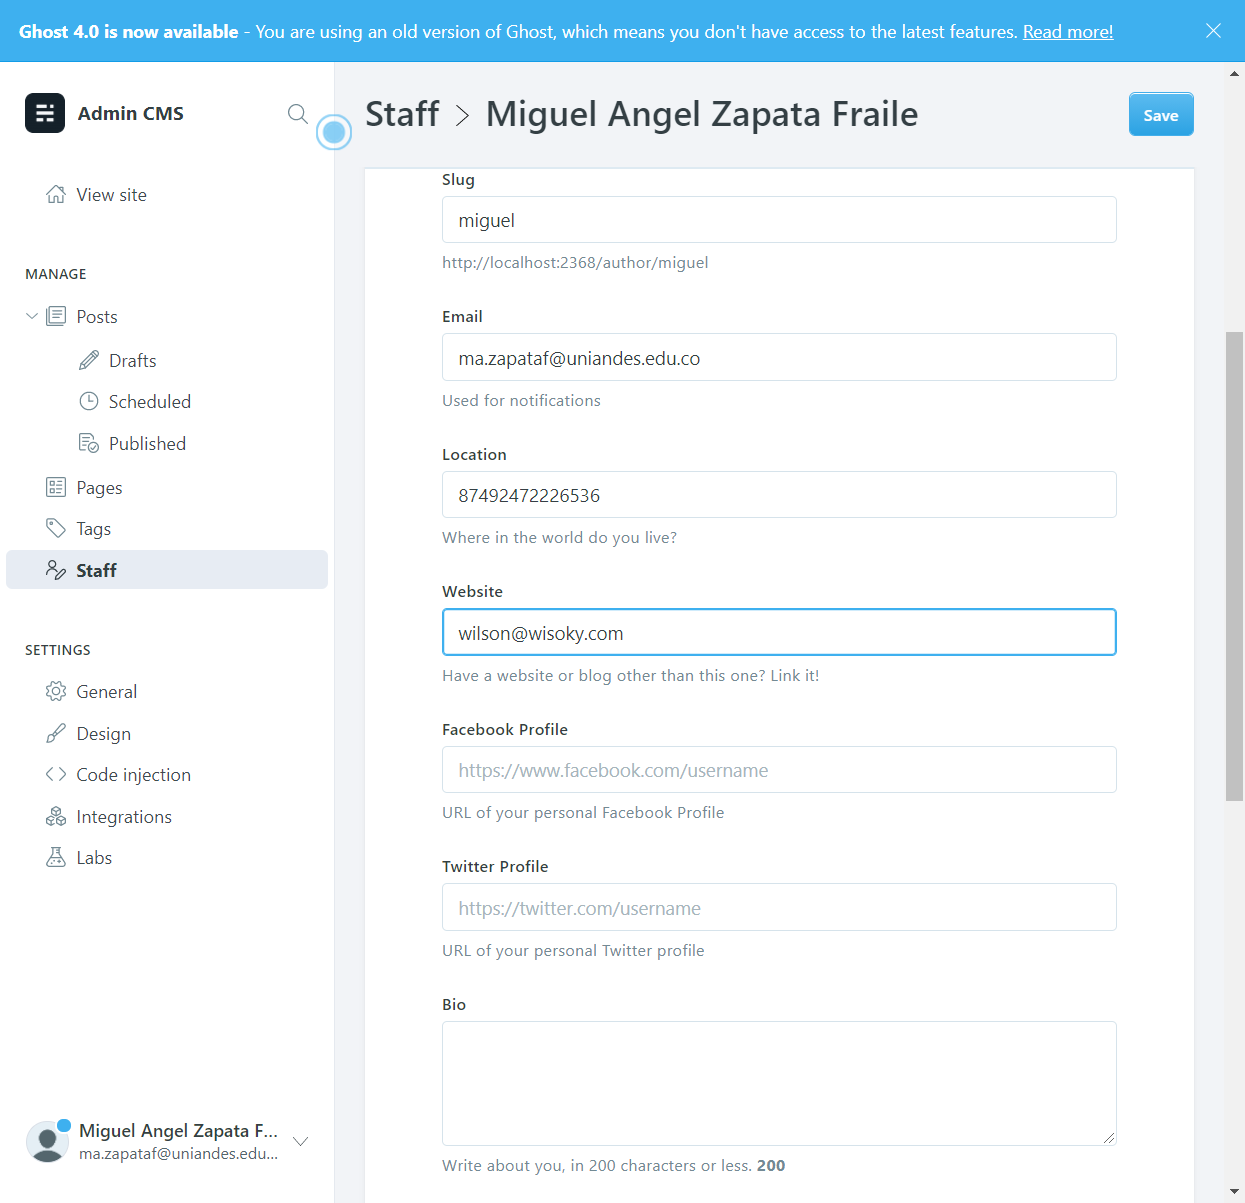 Ghost 4.0 is now available - You are using an old version of Ghost, which means you don't have access to the latest features. Read more!
Admin CMS
View site
MANAGE
Posts
Drafts
Scheduled
Published
Pages
Tags
Staff
SETTINGS
General
Design
Code injection
Integrations
Labs
Miguel Angel Zapata F...
ma.zapataf@uniandes.edu...
Staff > Miguel Angel Zapata Fraile
Save
Slug
miguel
http://localhost:2368/author/miguel
Email
ma.zapataf@uniandes.edu.co
Used for notifications
Location
87492472226536
Where in the world do you live?
Website
wilson@wisoky.com
Have a website or blog other than this one? Link it!
Facebook Profile
https://www.facebook.com/username
URL of your personal Facebook Profile
Twitter Profile
https://twitter.com/username
URL of your personal Twitter profile
Bio
Write about you, in 200 characters or less. 200